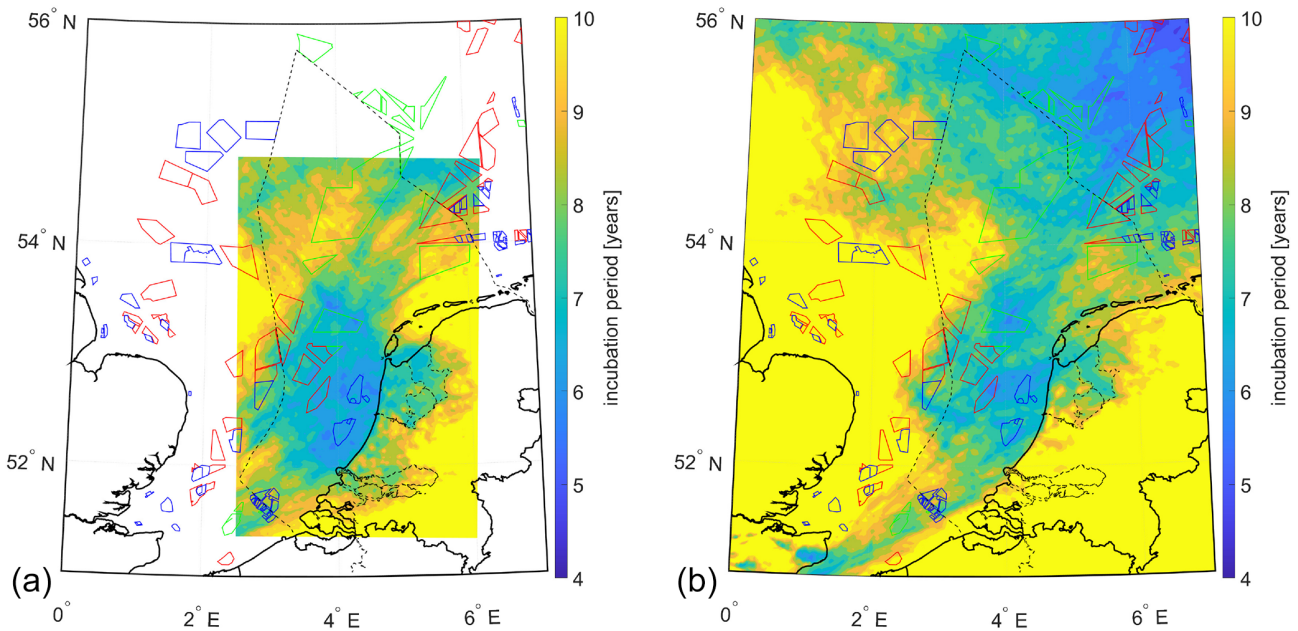 56° N
54° N
52° N
0°
2° E
4° E
6° E
(a)
10
9
8
7
6
5
4
incubation period [years]
56° N
54° N
52° N
0°
2° E
4° E
6° E
(b)
10
9
8
7
6
5
4
incubation period [years]